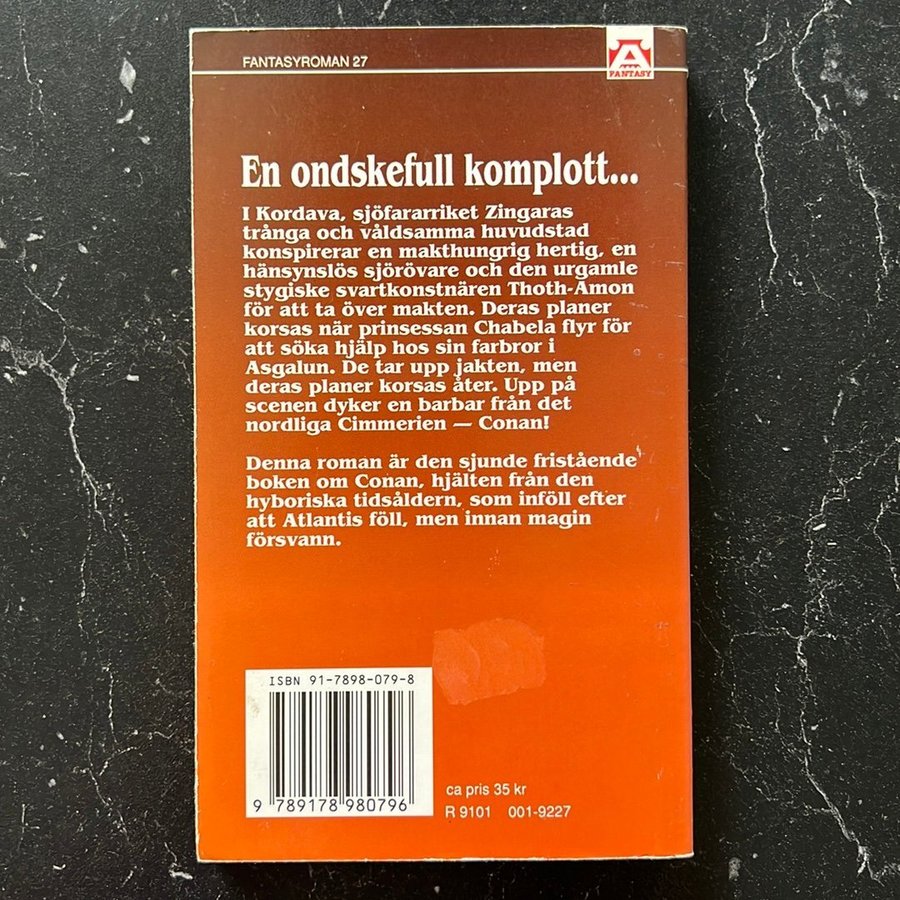 FANTASYROMAN 27
A
FANTASY
En ondskefull komplott...
I Kordava, sjöfararriket Zingaras
trånga och våldsamma huvudstad
konspirerar en makthungrig hertig, en
hänsynslös sjörövare och den urgamle
stygiske svartkonstnären Thoth-Amon
för att ta över makten. Deras planer
korsas när prinsessan Chabela flyr för
att söka hjälp hos sin farbror i
Asgalun. De tar upp jakten, men
deras planer korsas åter. Upp på
scenen dyker en barbar från det
nordliga Cimmerien — Conan!
Denna roman är den sjunde fristående
boken om Conan, hjälten från den
hyboriska tidsåldern, som inföll efter
att Atlantis föll, men innan magin
försvann.
ISBN 91-7898-079-8
9 789178 980796
ca pris 35 kr
R 9101 001-9227